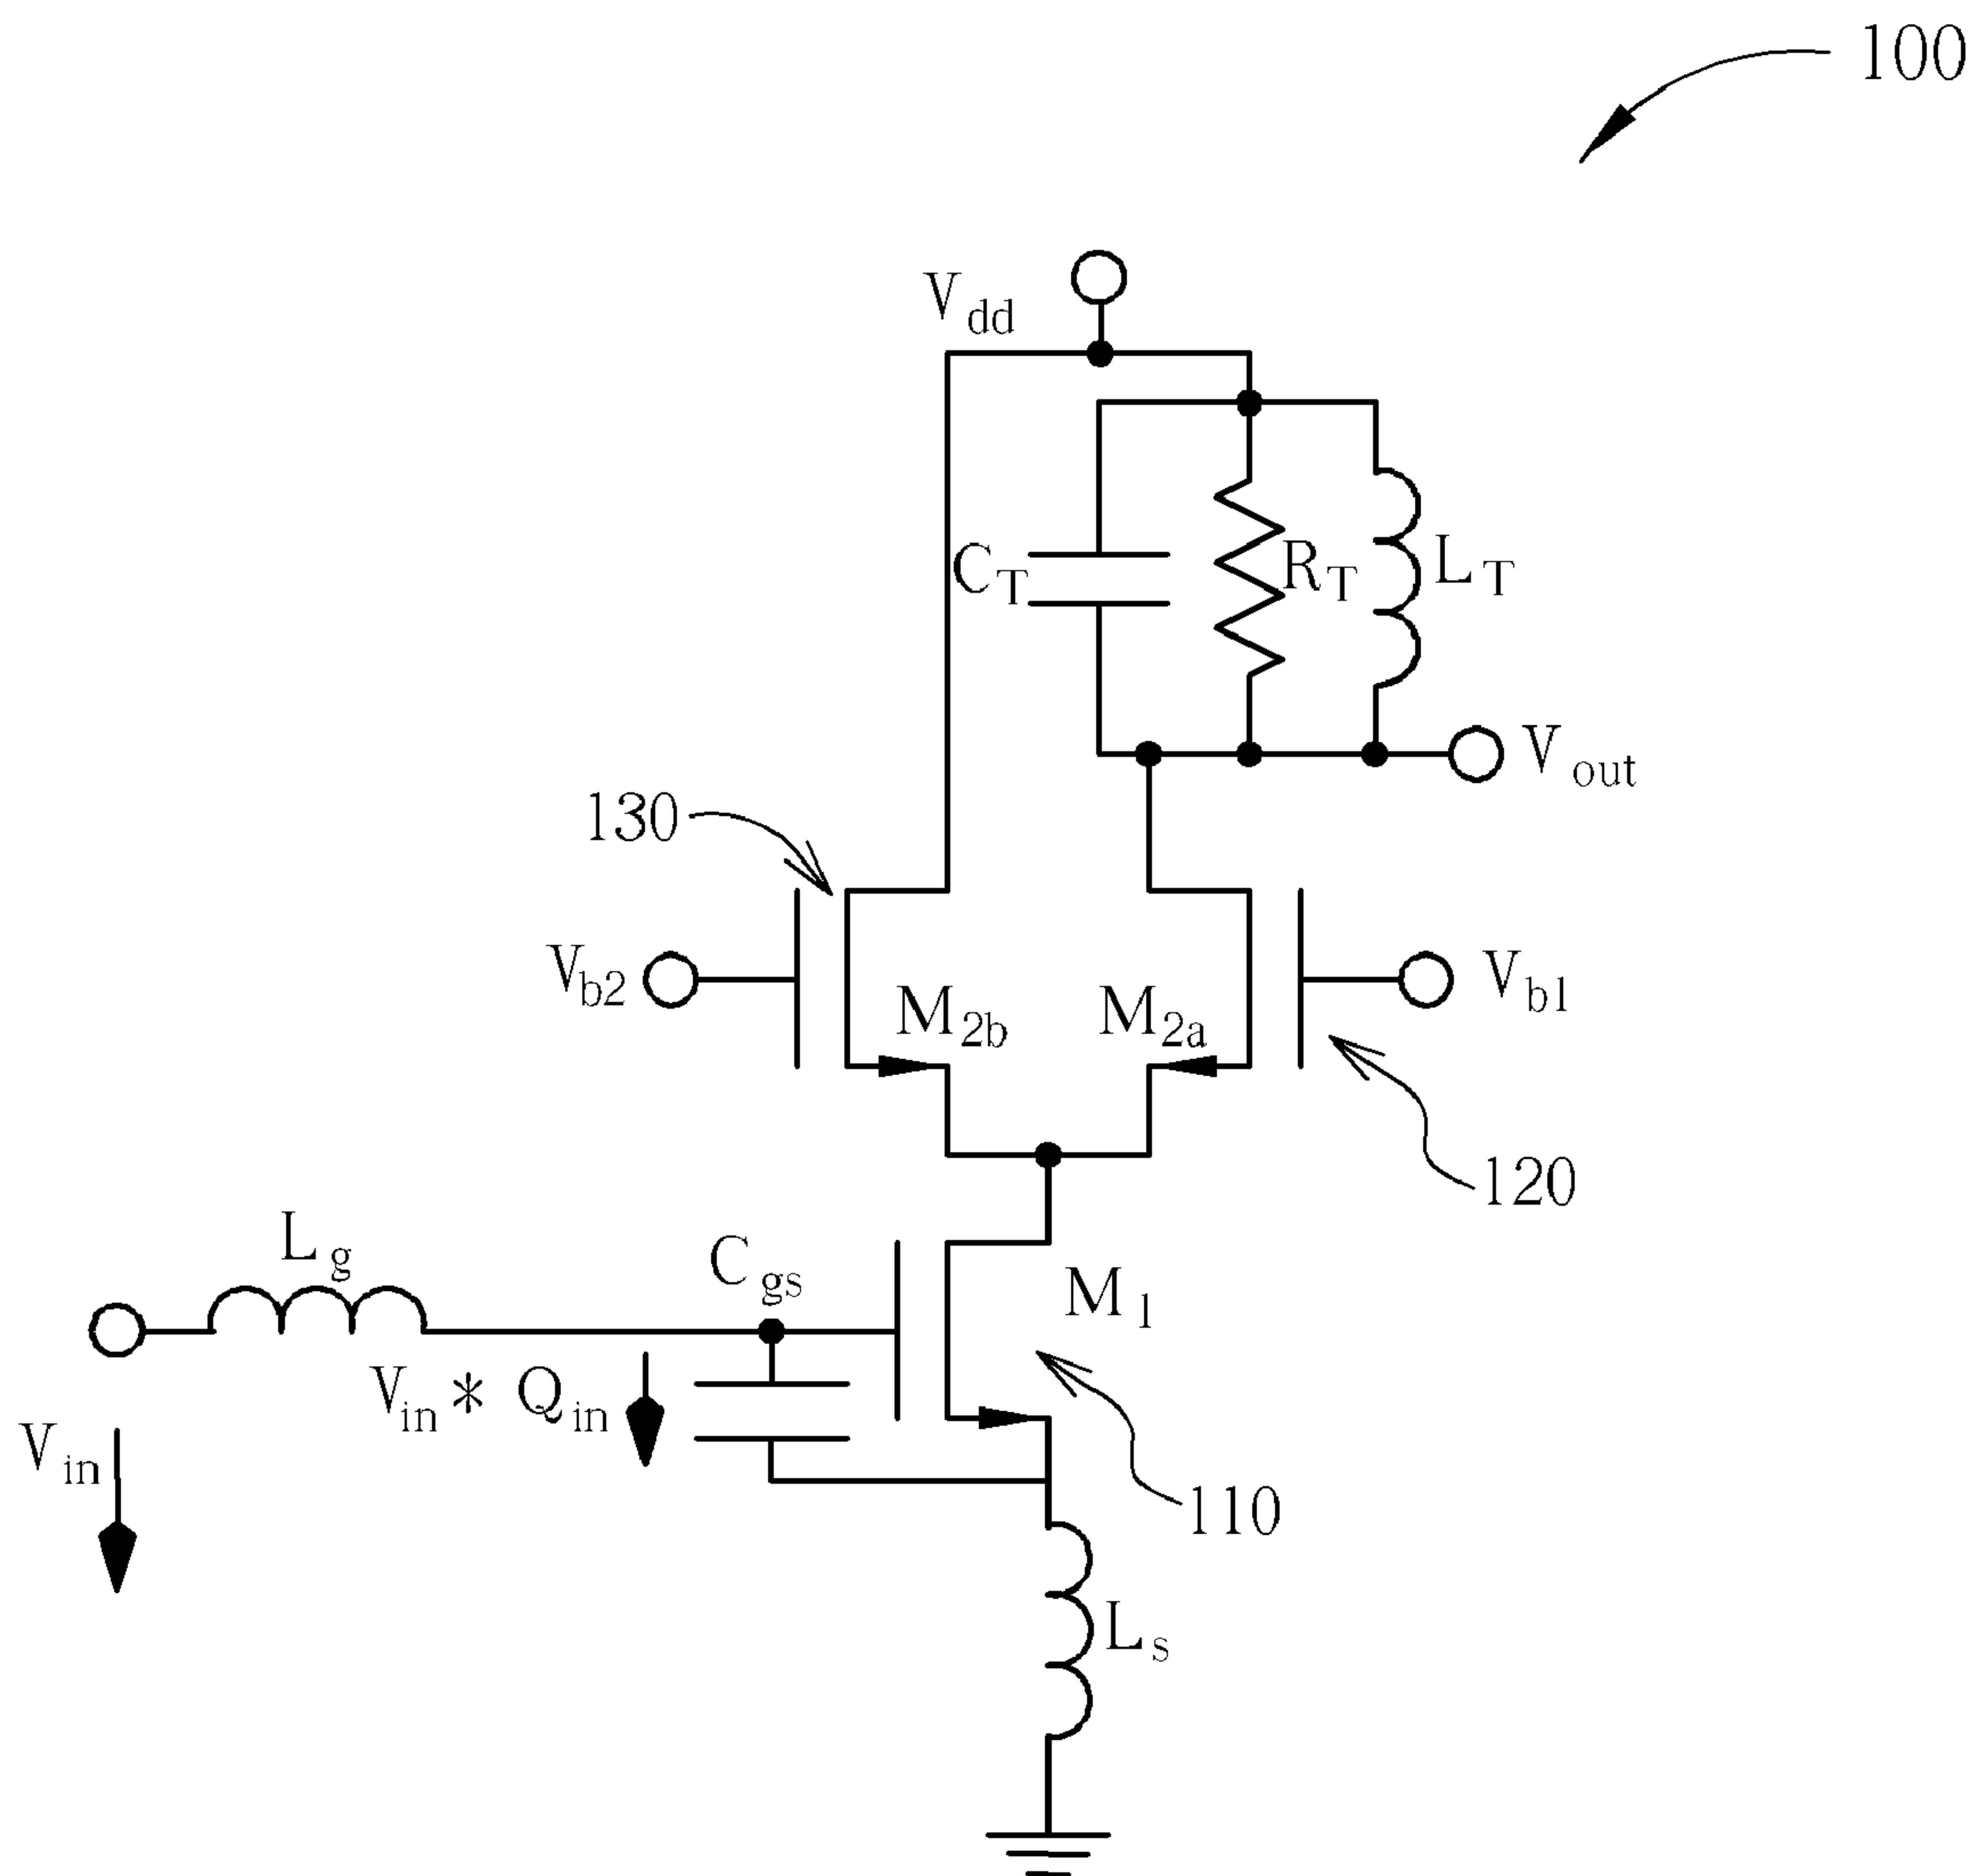 100
Vdd
CT
RT
LT
Vout
130
Vb2
M2b
M2a
Vb1
120
Lg
Cgs
M1
Vin* Qin
Vin
110
Ls